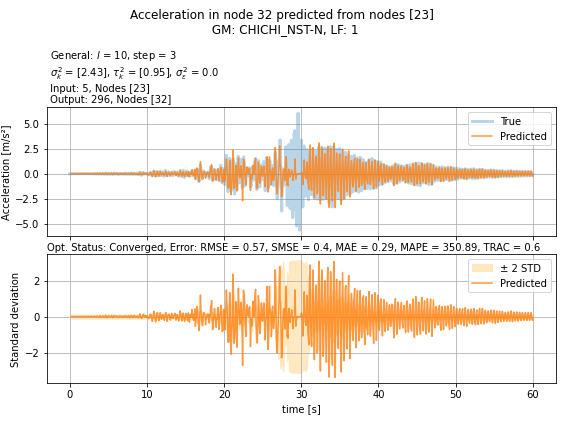 Acceleration in node 32 predicted from nodes [23]
GM: CHICHI_NST-N, LF: 1
General: l = 10, step = 3
σ²ₖ = [2.43], τ²ₖ = [0.95], σ²ε = 0.0
Input: 5, Nodes [23]
Output: 296, Nodes [32]
Acceleration [m/s²]
5.0
2.5
0.0
−2.5
−5.0
True
Predicted
Opt. Status: Converged, Error: RMSE = 0.57, SMSE = 0.4, MAE = 0.29, MAPE = 350.89, TRAC = 0.6
Standard deviation
2
0
−2
± 2 STD
Predicted
0 10 20 30 40 50 60
time [s]